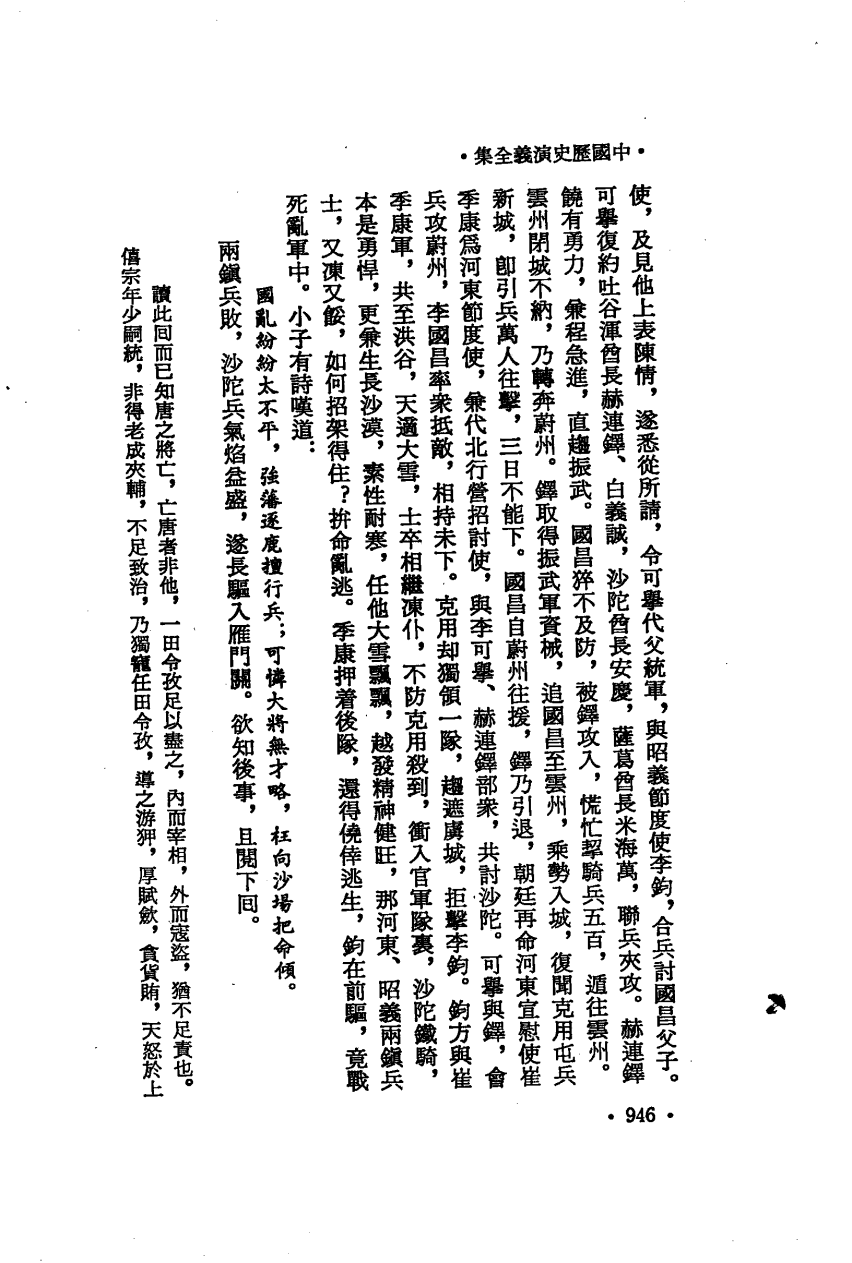 •中國歷史演義全集•
使，及見他上表陳情，遂悉從所請，令可舉代父統軍，與昭義節度使李鈞，合兵討國昌父子。
可舉復約吐谷渾酋長赫連鐸、白義誠，沙陀酋長安慶，薩葛酋長米海萬，聯兵夾攻。赫連鐸
饒有勇力，兼程急進，直趨振武。國昌猝不及防，被鐸攻入，慌忙挈騎兵五百，遁往雲州。
雲州閉城不納，乃轉奔蔚州。鐸取得振武軍資械，追國昌至雲州，乘勢入城，復聞克用屯兵
新城，卽引兵萬人往擊，三日不能下。國昌自蔚州往援，鐸乃引退，朝廷再命河東宣慰使崔
季康爲河東節度使，兼代北行營招討使，與李可舉、赫連鐸部衆，共討沙陀。可舉與鐸，會
兵攻蔚州，李國昌率衆抵敵，相持未下。克用却獨領一隊，趨遮虜城，拒擊李鈞。鈞方與崔
季康軍，共至洪谷，天適大雪，士卒相繼凍仆，不防克用殺到，衝入官軍隊裏，沙陀鐵騎，
本是勇悍，更兼生長沙漠，素性耐寒，任他大雪飄飄，越發精神健旺，那河東、昭義兩鎭兵
士，又凍又餒，如何招架得住？拚命亂逃。季康押着後隊，還得僥倖逃生，鈞在前驅，竟戰
死亂軍中。小子有詩嘆道：
國亂紛紛太不平，強藩逐鹿擅行兵；可憐大將無才略，枉向沙場把命傾。
兩鎭兵敗，沙陀兵氣焰益盛，遂長驅入雁門關。欲知後事，且閱下回。
讀此回而已知唐之將亡，亡唐者非他，一田令孜足以盡之，內而宰相，外而寇盜，猶不足責也。
僖宗年少嗣統，非得老成夾輔，不足致治，乃獨寵任田令孜，導之游狎，厚賦斂，貪貨賄，天怒於上
•946•